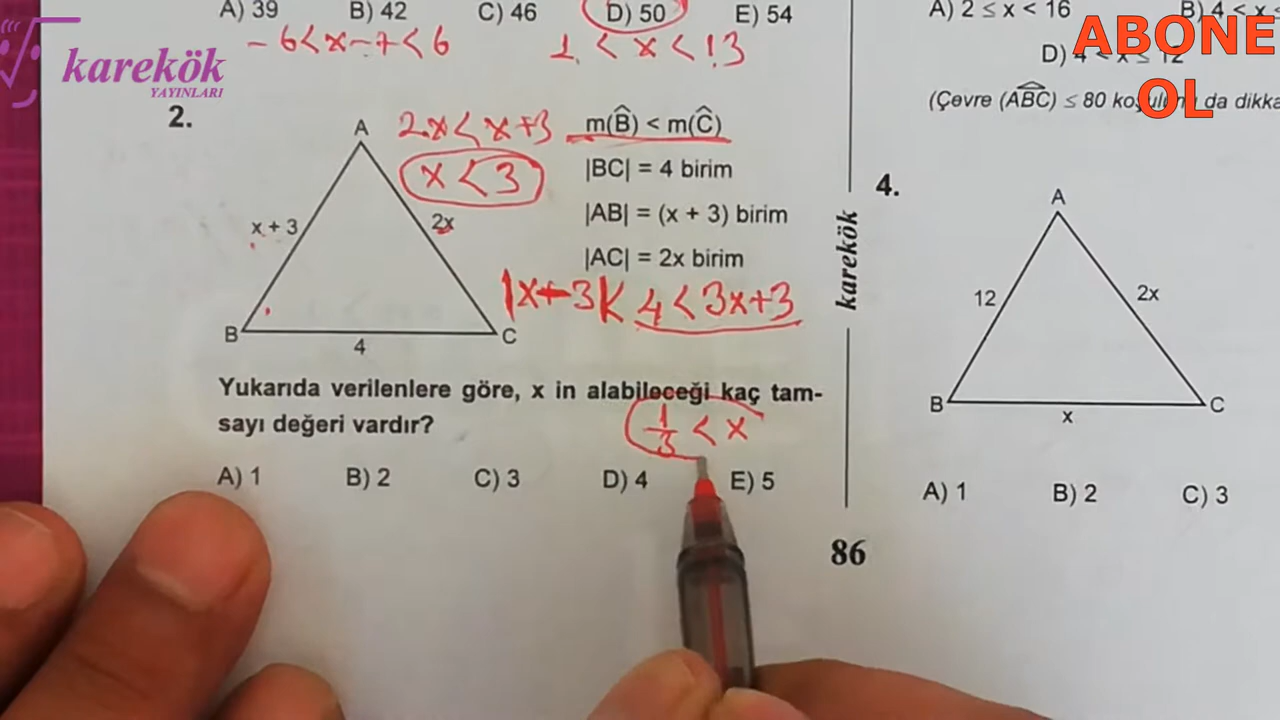 A) 39 B) 42 C) 46 D) 50 E) 54
- 6 < x - 7 < 6 1 < x < 13
karekök
YAYINLARI
2.
A
2x < x + 3
x < 3
x + 3
2x
B
4
C
m(B̂) < m(Ĉ)
|BC| = 4 birim
|AB| = (x + 3) birim
|AC| = 2x birim
|x - 3| < 4 < 3x + 3
Yukarıda verilenlere göre, x in alabileceği kaç tam-
sayı değeri vardır?
1/3 < x
A) 1 B) 2 C) 3 D) 4 E) 5
karekök
86
A) 2 ≤ x < 16 B) 4 < x <
D) 4 < x ≤ 12
ABONE
OL
(Çevre (ABC) ≤ 80 da dikka
4.
A
12
2x
B
x
C
A) 1 B) 2 C) 3